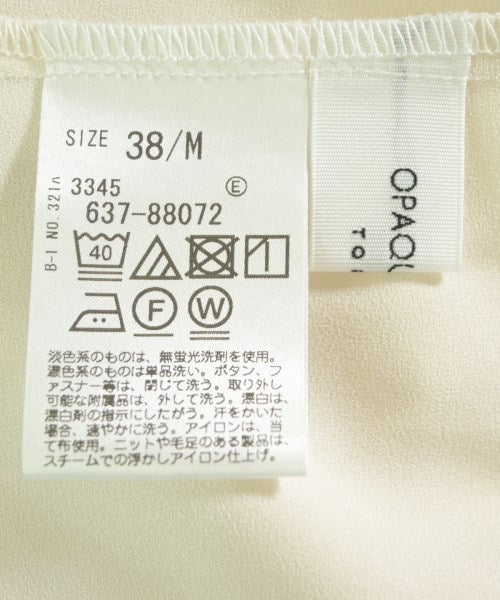 SIZE 38/M
B-I NO.321A
3345 Ⓔ
637-88072
40
F W
淡色系のものは、無蛍光洗剤を使用。
濃色系のものは単品洗い。ボタン、フ
ァスナー等は、閉じて洗う。取り外し
可能な附属品は、外して洗う。漂白は、
漂白剤の指示にしたがう。汗をかいた
場合、速やかに洗う。アイロンは、当
て布使用。ニットや毛足のある製品は、
スチームでの浮かしアイロン仕上げ。
OPAQU
TO